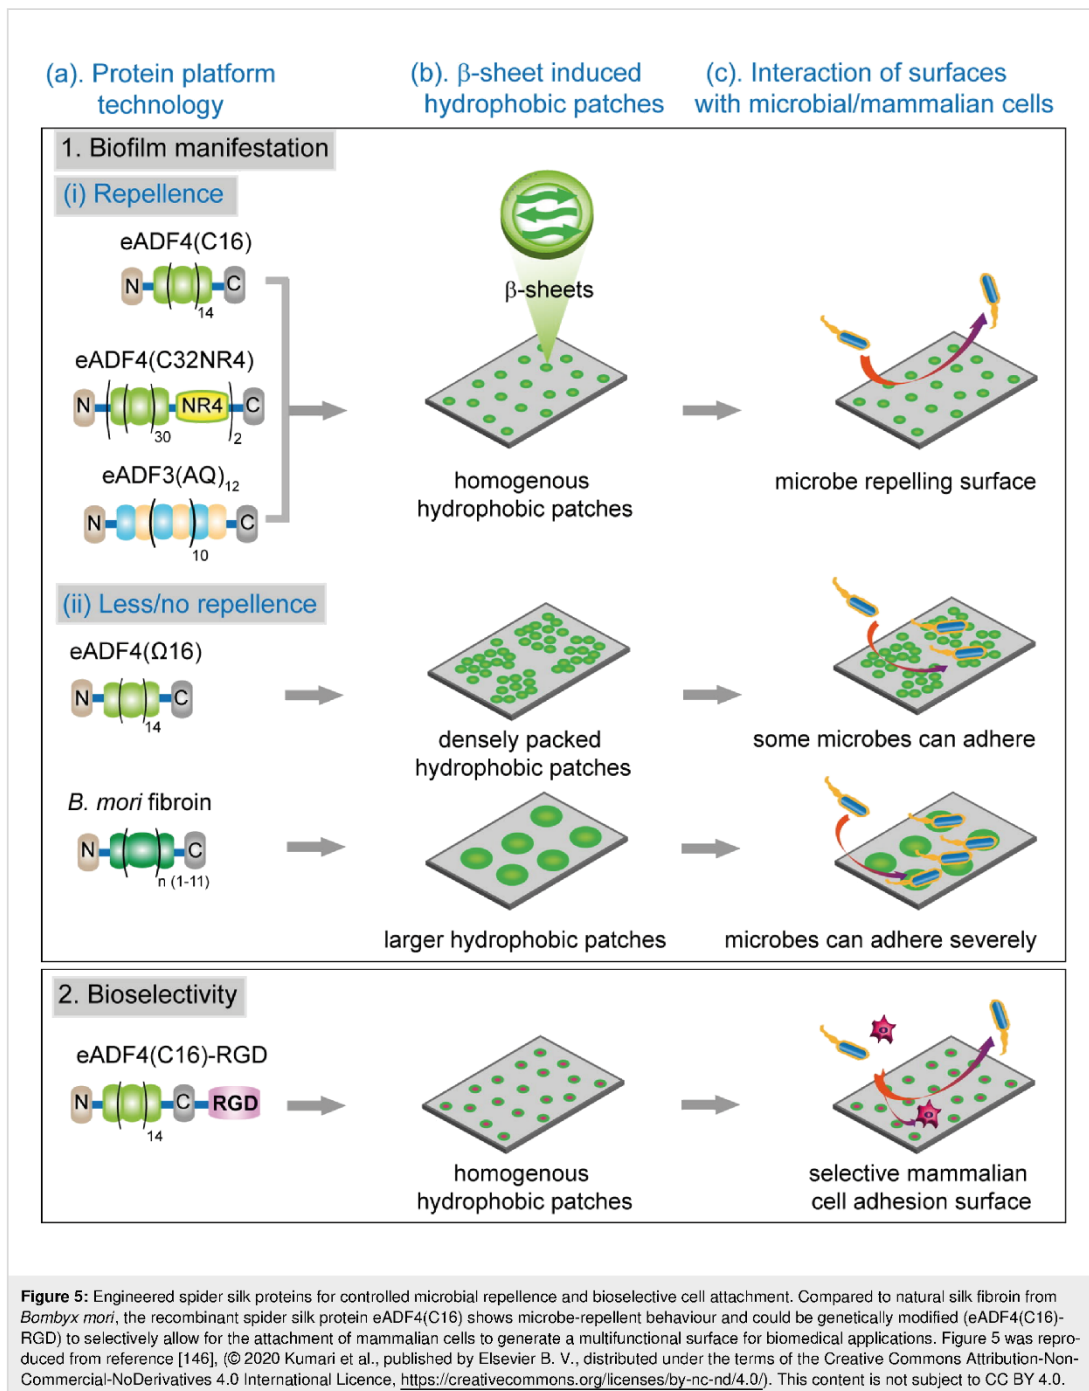 (a). Protein platform
technology
(b). β-sheet induced
hydrophobic patches
(c). Interaction of surfaces
with microbial/mammalian cells
1. Biofilm manifestation
(i) Repellence
eADF4(C16)
N ( ) C
14
eADF4(C32NR4)
N ( ( ) NR4 ) C
30 2
eADF3(AQ)12
N ( ) C
10
β-sheets
homogenous
hydrophobic patches
microbe repelling surface
(ii) Less/no repellence
eADF4(Ω16)
N ( ) C
14
densely packed
hydrophobic patches
some microbes can adhere
B. mori fibroin
N ( ) C
n (1-11)
larger hydrophobic patches
microbes can adhere severely
2. Bioselectivity
eADF4(C16)-RGD
N ( ) C RGD
14
homogenous
hydrophobic patches
selective mammalian
cell adhesion surface
Figure 5: Engineered spider silk proteins for controlled microbial repellence and bioselective cell attachment. Compared to natural silk fibroin from
Bombyx mori, the recombinant spider silk protein eADF4(C16) shows microbe-repellent behaviour and could be genetically modified (eADF4(C16)-
RGD) to selectively allow for the attachment of mammalian cells to generate a multifunctional surface for biomedical applications. Figure 5 was repro-
duced from reference [146], (© 2020 Kumari et al., published by Elsevier B. V., distributed under the terms of the Creative Commons Attribution-Non-
Commercial-NoDerivatives 4.0 International Licence, https://creativecommons.org/licenses/by-nc-nd/4.0/). This content is not subject to CC BY 4.0.